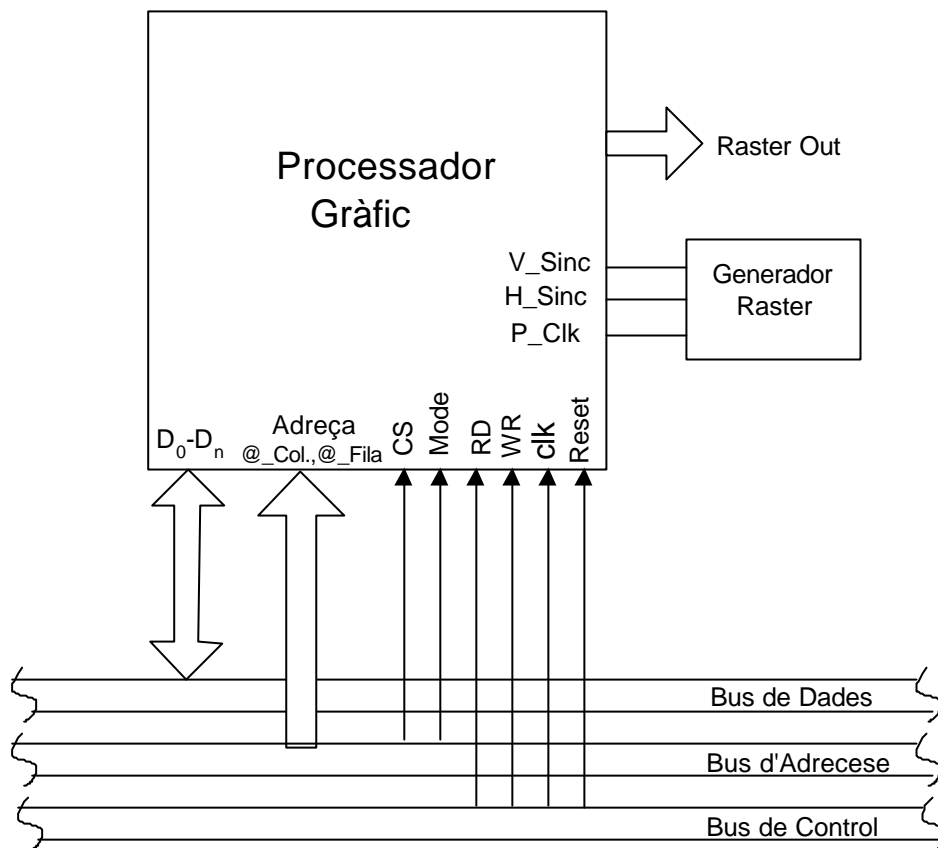 Processador
Gràfic
Raster Out
V_Sinc
H_Sinc
P_Clk
Generador
Raster
D0-Dn
Adreça
@_Col.,@_Fila
CS
Mode
RD
WR
clk
Reset
Bus de Dades
Bus d'Adrecese
Bus de Control